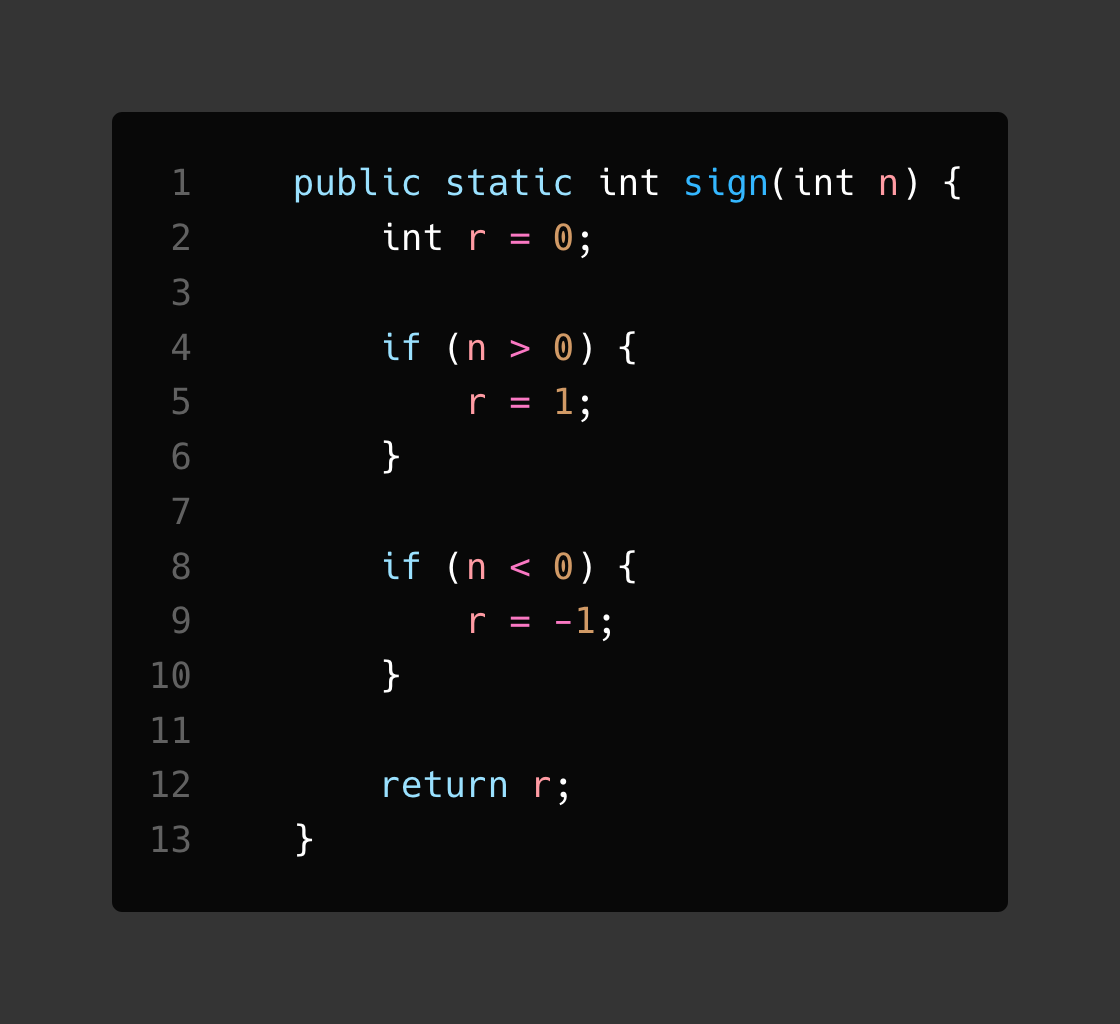 1 public static int sign(int n) {
2 int r = 0;
3
4 if (n > 0) {
5 r = 1;
6 }
7
8 if (n < 0) {
9 r = -1;
10 }
11
12 return r;
13 }